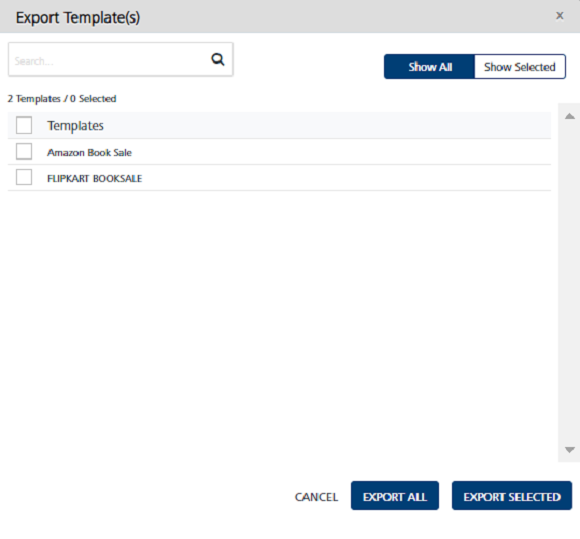 Export Template(s) x
Search...
Show All Show Selected
2 Templates / 0 Selected
Templates
Amazon Book Sale
FLIPKART BOOKSALE
CANCEL EXPORT ALL EXPORT SELECTED